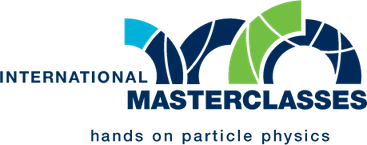 INTERNATIONAL
MASTERCLASSES
hands on particle physics